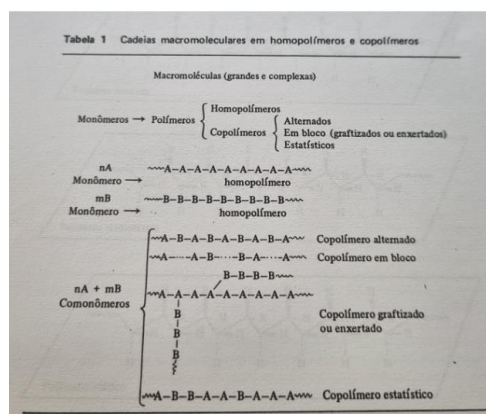 Tabela 1 Cadeias macromoleculares em homopolímeros e copolímeros
Macromoléculas (grandes e complexas)
Monômeros → Polímeros { Homopolímeros
Copolímeros { Alternados
Em bloco (graftizados ou enxertados)
Estatísticos
nA
Monômero →
~~~A–A–A–A–A–A–A–A–A~~~
homopolímero
mB
Monômero →
~~~B–B–B–B–B–B–B–B–B~~~
homopolímero
nA + mB
Comonômeros
~~~A–B–A–B–A–B–A–B–A~~~ Copolímero alternado
~~~A–····–A–B–····–B–A–····–A~~~ Copolímero em bloco
B–B–B–B~~~
~~~A–A–A–A–A–A–A–A–A~~~
B
B
B
Copolímero graftizado
ou enxertado
~~~A–B–B–A–A–B–A–A–A~~~ Copolímero estatístico